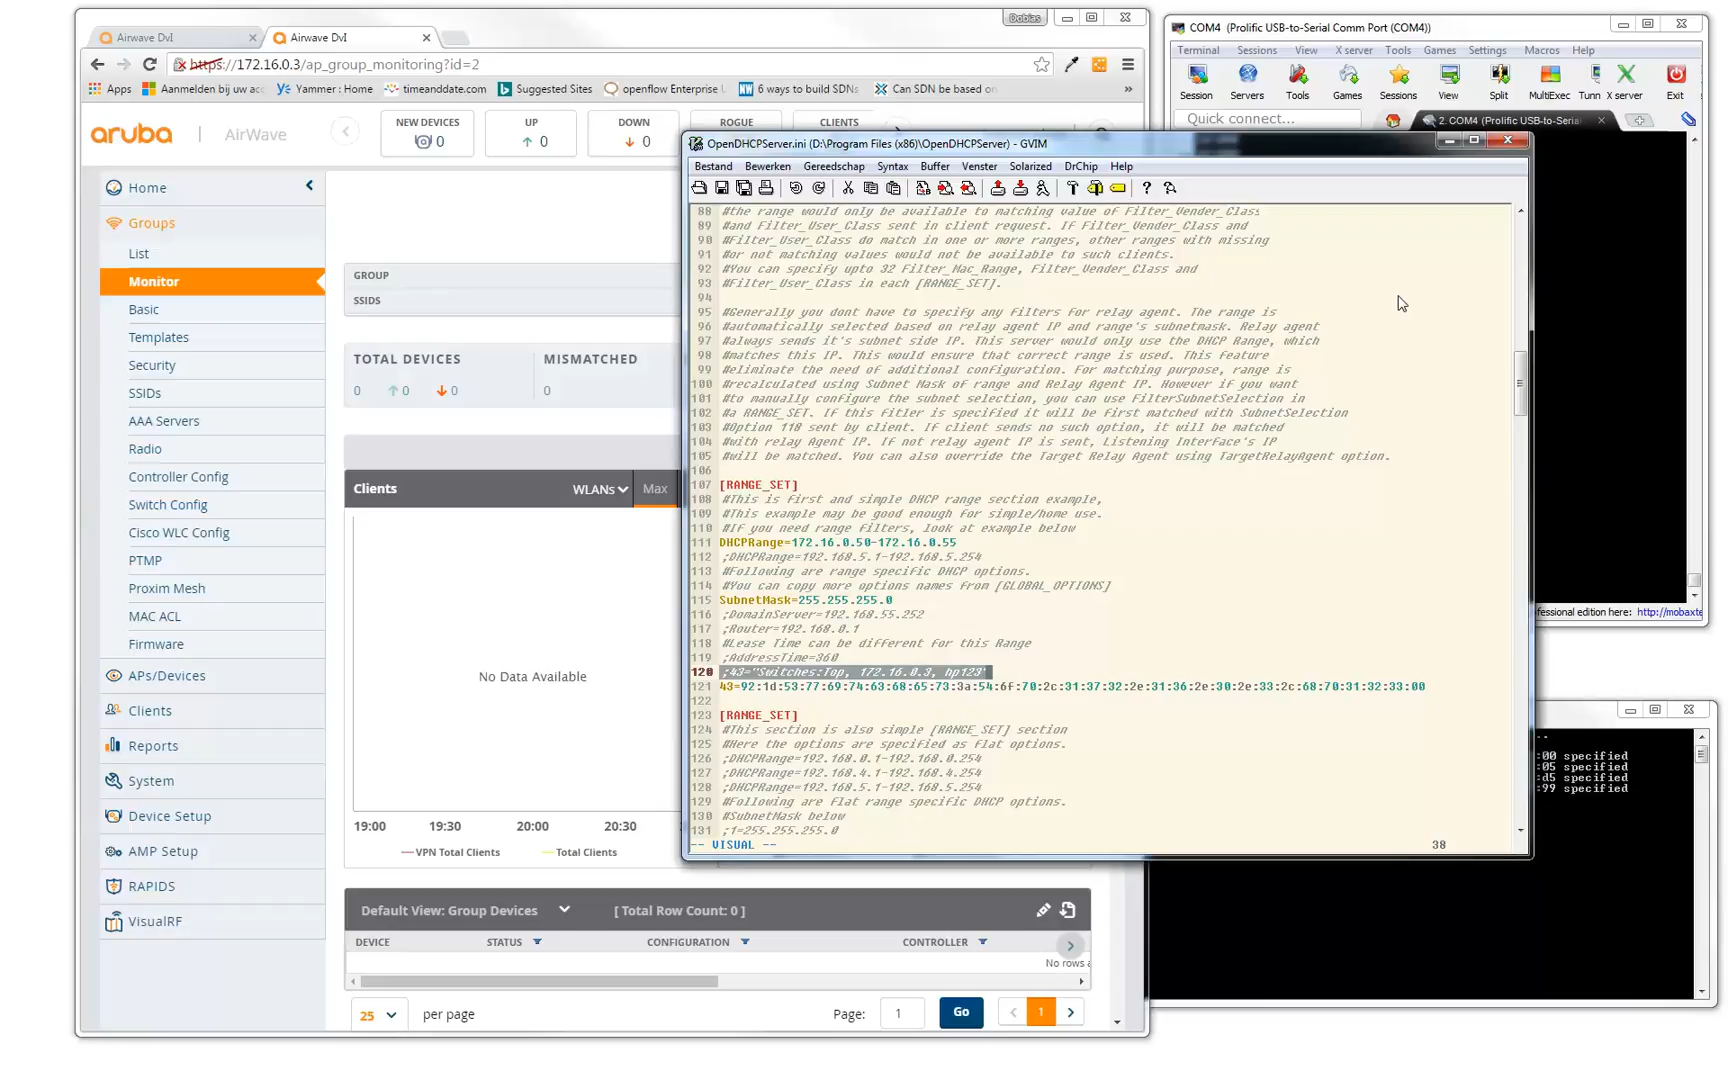 Dobias
Airwave Dvl
Airwave Dvl
https://172.16.0.3/ap_group_monitoring?id=2
Apps
Aanmelden bij uw acc
Yammer : Home
timeanddate.com
Suggested Sites
openflow Enterprise U
6 ways to build SDNs
Can SDN be based on
»
aruba
AirWave
NEW DEVICES
0
UP
0
DOWN
0
ROGUE
CLIENTS
Home
Groups
List
Monitor
Basic
Templates
Security
SSIDs
AAA Servers
Radio
Controller Config
Switch Config
Cisco WLC Config
PTMP
Proxim Mesh
MAC ACL
Firmware
APs/Devices
Clients
Reports
System
Device Setup
AMP Setup
RAPIDS
VisualRF
GROUP
SSIDS
TOTAL DEVICES
MISMATCHED
0 0 0
0
Clients
WLANs
Max
No Data Available
19:00 19:30 20:00 20:30
VPN Total Clients
Total Clients
Default View: Group Devices
[ Total Row Count: 0 ]
DEVICE STATUS CONFIGURATION CONTROLLER
No rows a
25 per page
Page: 1 Go 1
OpenDHCPServer.ini (D:\Program Files (x86)\OpenDHCPServer) - GVIM
Bestand Bewerken Gereedschap Syntax Buffer Venster Solarized DrChip Help
88 #the range would only be available to matching value of Filter_Vender_Class
89 #and Filter_User_Class sent in client request. If Filter_Vender_Class and
90 #Filter_User_Class do match in one or more ranges, other ranges with missing
91 #or not matching values would not be available to such clients.
92 #You can specify upto 32 Filter_Mac_Range, Filter_Vender_Class and
93 #Filter_User_Class in each [RANGE_SET].
94
95 #Generally you dont have to specify any Filters for relay agent. The range is
96 #automatically selected based on relay agent IP and range's subnetmask. Relay agent
97 #always sends it's subnet side IP. This server would only use the DHCP Range, which
98 #matches this IP. This would ensure that correct range is used. This feature
99 #eliminate the need of additional configuration. For matching purpose, range is
100 #recalculated using Subnet Mask of range and Relay Agent IP. However if you want
101 #to manually configure the subnet selection, you can use FilterSubnetSelection in
102 #a RANGE_SET. If this fitler is specified it will be first matched with SubnetSelection
103 #Option 118 sent by client. If client sends no such option, it will be matched
104 #with relay Agent IP. If not relay agent IP is sent, Listening Interface's IP
105 #will be matched. You can also override the Target Relay Agent using TargetRelayAgent option.
106
107 [RANGE_SET]
108 #This is first and simple DHCP range section example,
109 #This example may be good enough for simple/home use.
110 #If you need range filters, look at example below
111 DHCPRange=172.16.0.50-172.16.0.55
112 ;DHCPRange=192.168.5.1-192.168.5.254
113 #Following are range specific DHCP options.
114 #You can copy more options names from [GLOBAL_OPTIONS]
115 SubnetMask=255.255.255.0
116 ;DomainServer=192.168.55.252
117 ;Router=192.168.0.1
118 #Lease Time can be different for this Range
119 ;AddressTime=360
120 ;43="Switches:Top, 172.16.0.3, hp123"
121 43=92:1d:53:77:69:74:63:68:65:73:3a:54:6f:70:2c:31:37:32:2e:31:36:2e:30:2e:33:2c:68:70:31:32:33:00
122
123 [RANGE_SET]
124 #This section is also simple [RANGE_SET] section
125 #Here the options are specified as flat options.
126 ;DHCPRange=192.168.0.1-192.168.0.254
127 ;DHCPRange=192.168.4.1-192.168.4.254
128 ;DHCPRange=192.168.5.1-192.168.5.254
129 #Following are flat range specific DHCP options.
130 #SubnetMask below
131 ;1=255.255.255.0
-- VISUAL -- 38
COM4 (Prolific USB-to-Serial Comm Port (COM4))
Terminal Sessions View X server Tools Games Settings Macros Help
Session Servers Tools Games Sessions View Split MultiExec Tunn X server Exit
Quick connect...
2. COM4 (Prolific USB-to-Seria
fessional edition here: http://mobaxte
--
:00 specified
:05 specified
:d5 specified
:99 specified